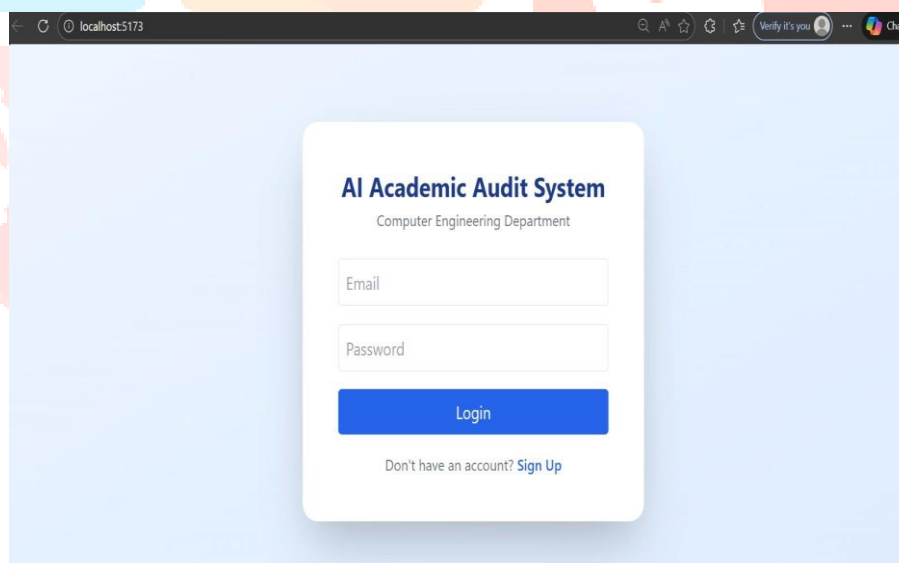 localhost:5173
Verify it's you
AI Academic Audit System
Computer Engineering Department
Email
Password
Login
Don't have an account? Sign Up